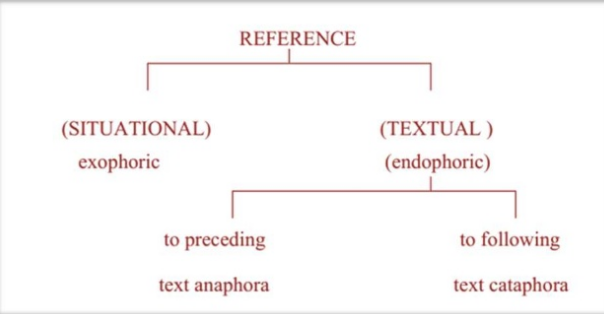 REFERENCE
(SITUATIONAL) (TEXTUAL )
exophoric (endophoric)
to preceding to following
text anaphora text cataphora